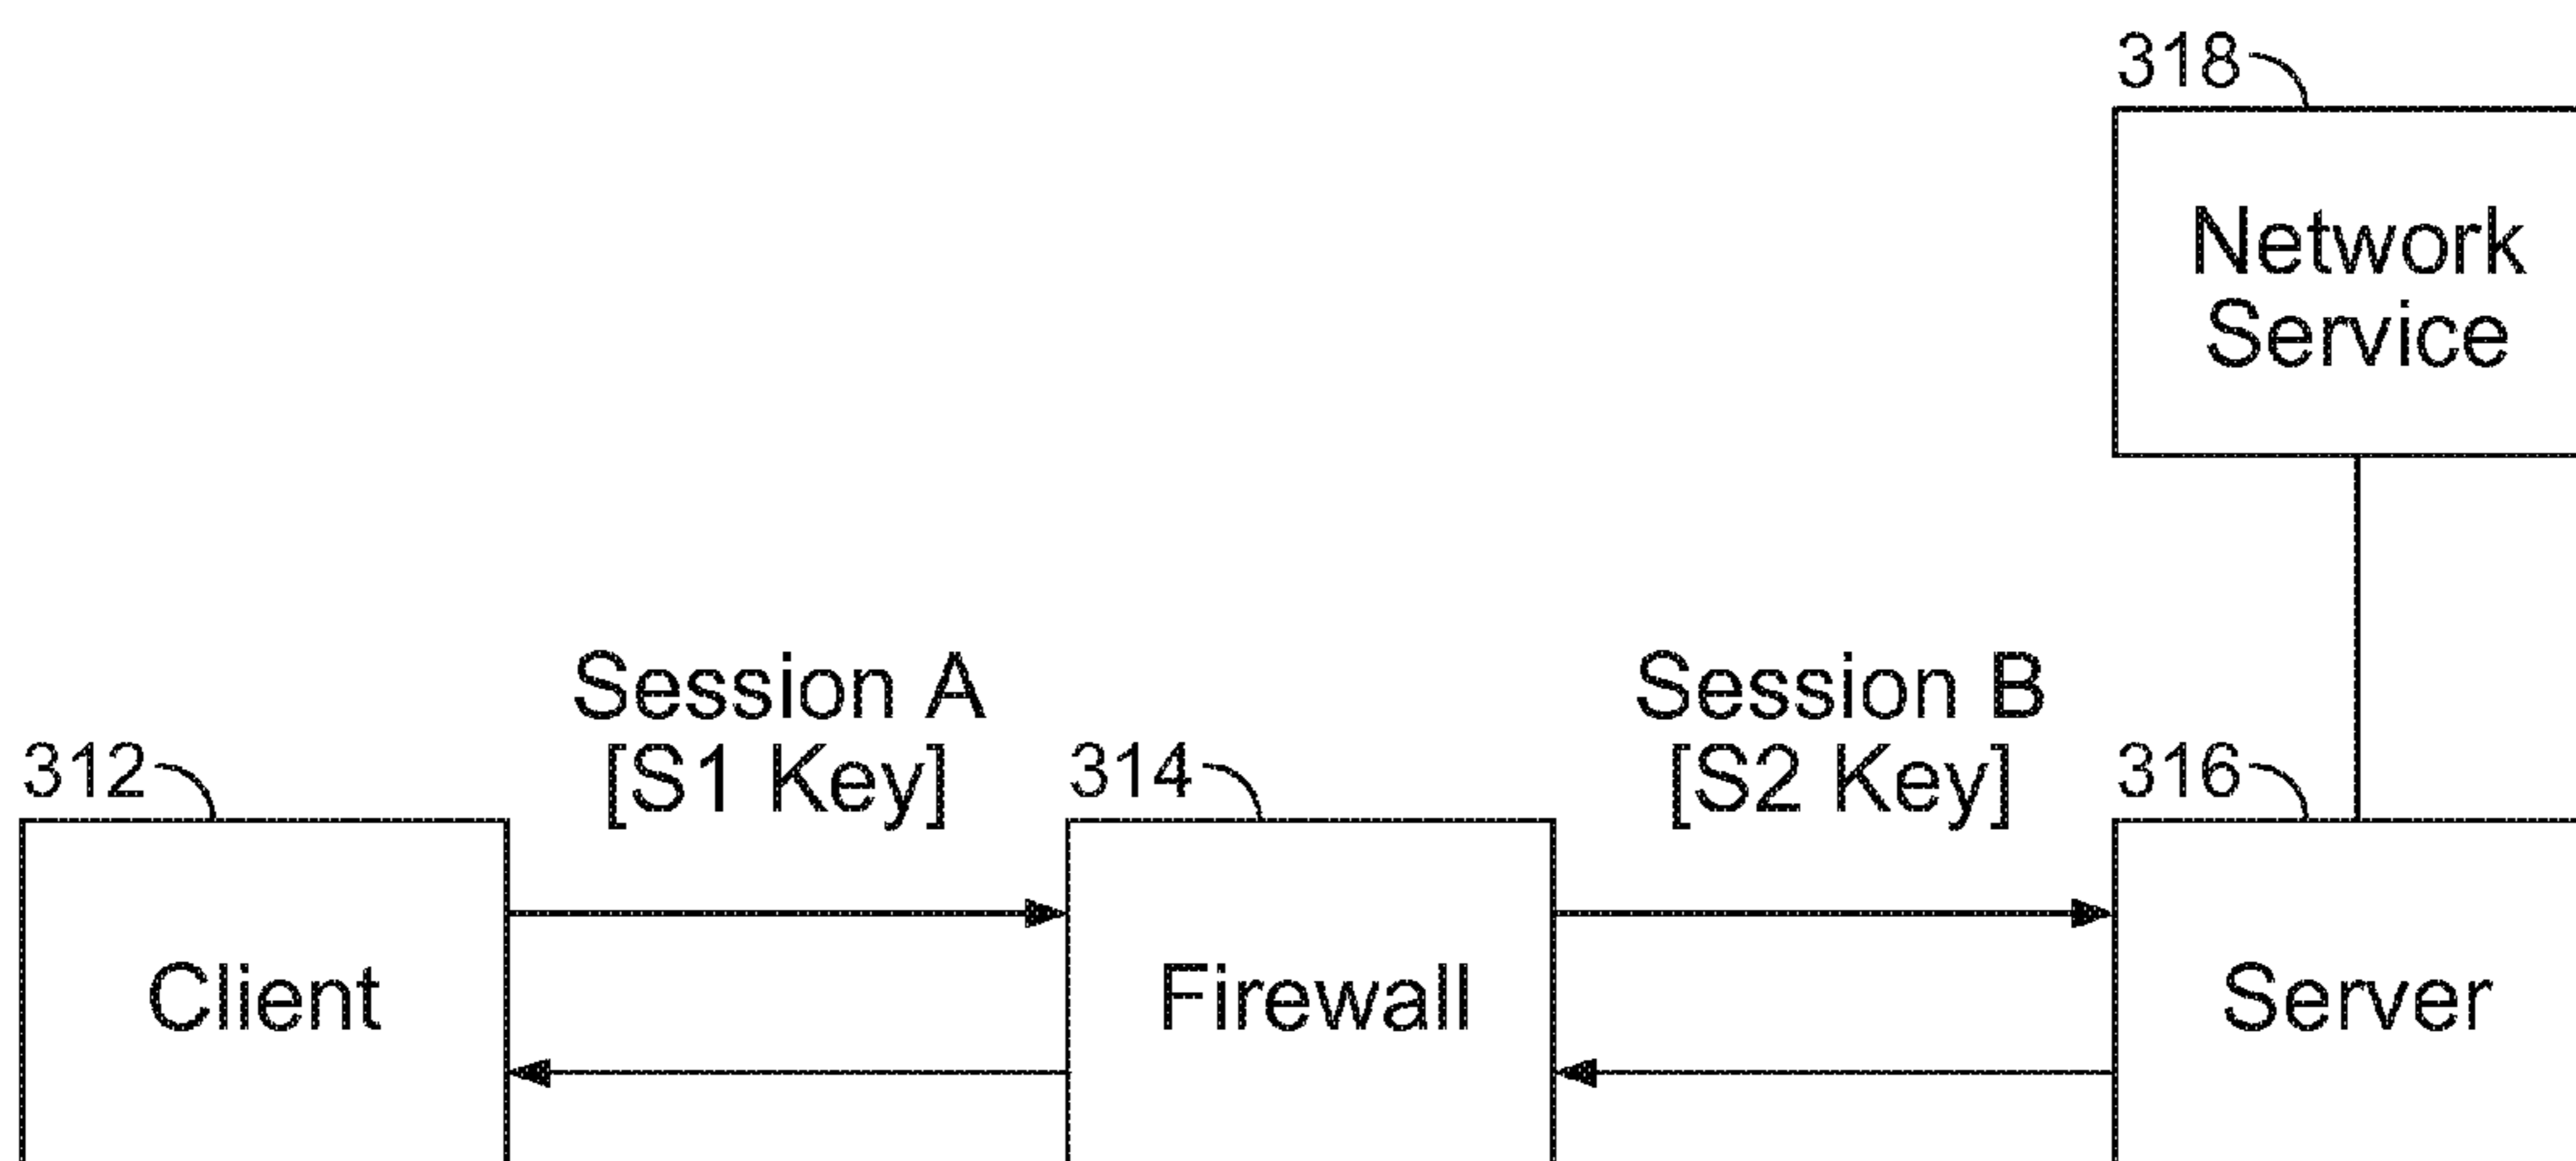 318
Network
Service
Session A
[S1 Key]
Session B
[S2 Key]
312
314
316
Client
Firewall
Server